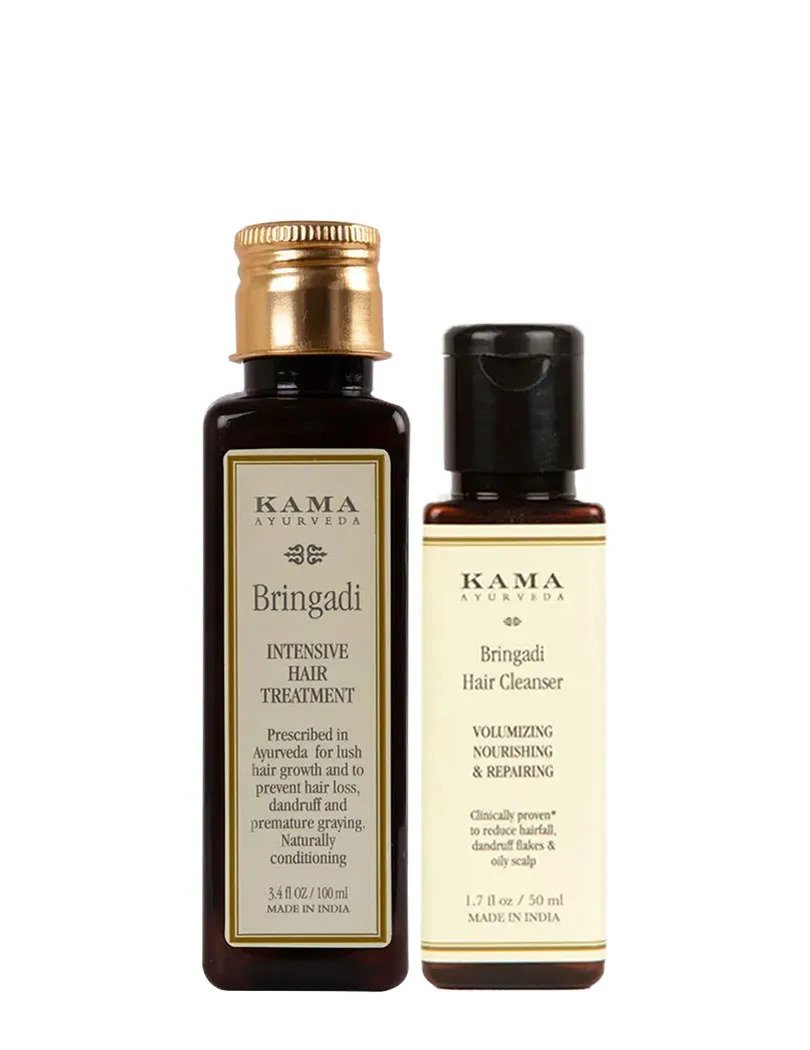 KAMA
AYURVEDA
Bringadi
INTENSIVE
HAIR
TREATMENT
Prescribed in
Ayurveda for lush
hair growth and to
prevent hair loss,
dandruff and
premature graying.
Naturally
conditioning
3.4 fl OZ / 100 ml
MADE IN INDIA
KAMA
AYURVEDA
Bringadi
Hair Cleanser
VOLUMIZING
NOURISHING
& REPAIRING
Clinically proven*
to reduce hairfall,
dandruff flakes &
oily scalp
1.7 fl oz / 50 ml
MADE IN INDIA